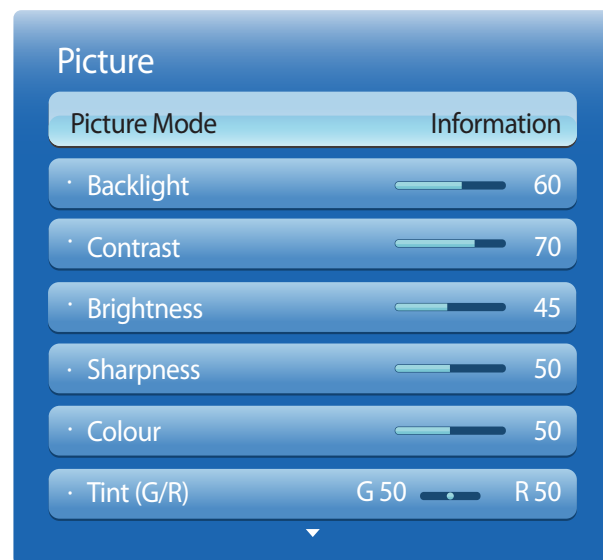 Picture
Picture Mode Information
· Backlight 60
· Contrast 70
· Brightness 45
· Sharpness 50
· Colour 50
· Tint (G/R) G 50 R 50